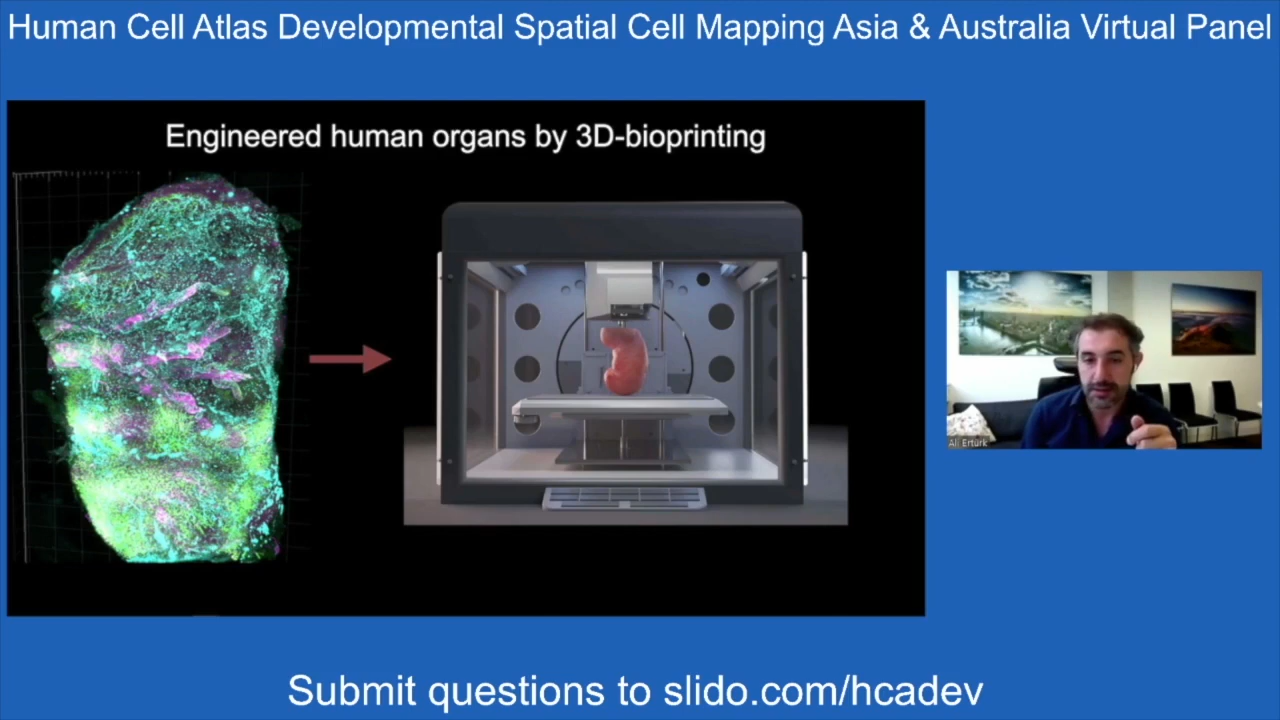 Human Cell Atlas Developmental Spatial Cell Mapping Asia & Australia Virtual Panel
Engineered human organs by 3D-bioprinting
Ali Ertürk
Submit questions to slido.com/hcadev